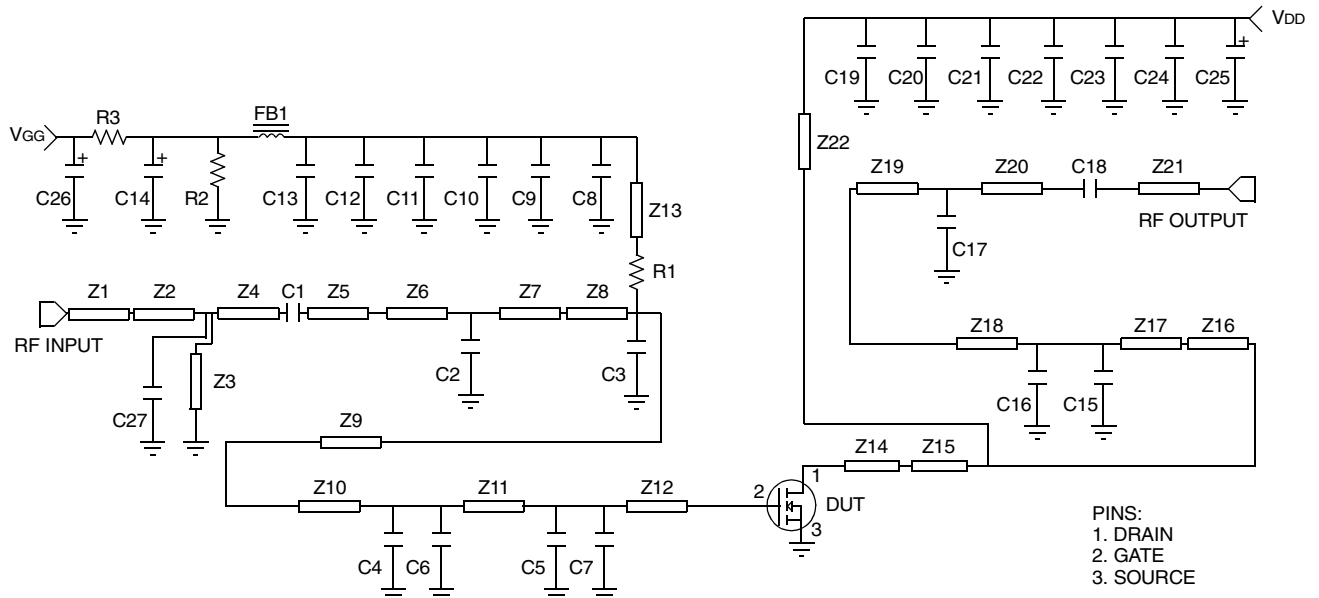 VDD
C19 C20 C21 C22 C23 C24 C25 +
R3 FB1
VGG
+ +
Z22
C26 C14 R2 C13 C12 C11 C10 C9 C8
Z13
Z19 Z20 C18 Z21
RF OUTPUT
C17
R1
Z1 Z2 Z4 C1 Z5 Z6 Z7 Z8
RF INPUT
Z18 Z17 Z16
Z3 C2 C3
C27
C16 C15
Z9
Z14 Z15
Z10 Z11 Z12
2 1 DUT
3
C4 C6 C5 C7
PINS:
1. DRAIN
2. GATE
3. SOURCE